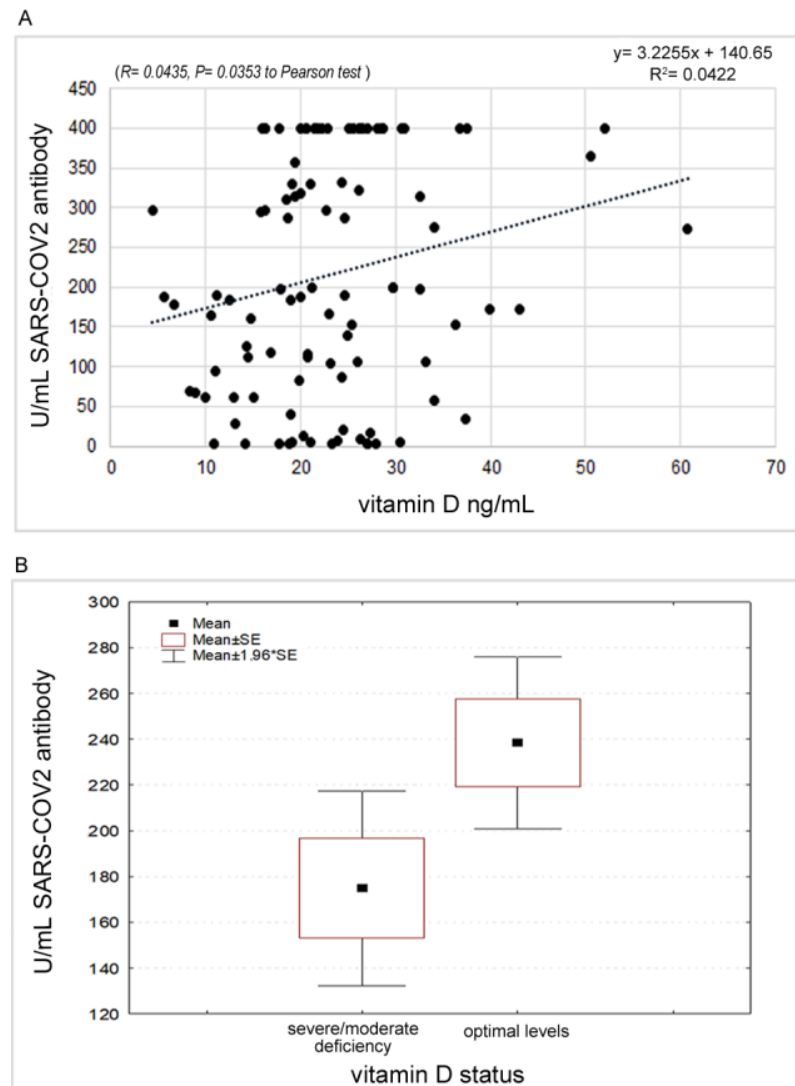 A
(R= 0.0435, P= 0.0353 to Pearson test )
y= 3.2255x + 140.65
R²= 0.0422
U/mL SARS-COV2 antibody
450
400
350
300
250
200
150
100
50
0
0 10 20 30 40 50 60 70
vitamin D ng/mL
B
U/mL SARS-COV2 antibody
300
280
260
240
220
200
180
160
140
120
Mean
Mean±SE
Mean±1.96*SE
severe/moderate
deficiency
optimal levels
vitamin D status